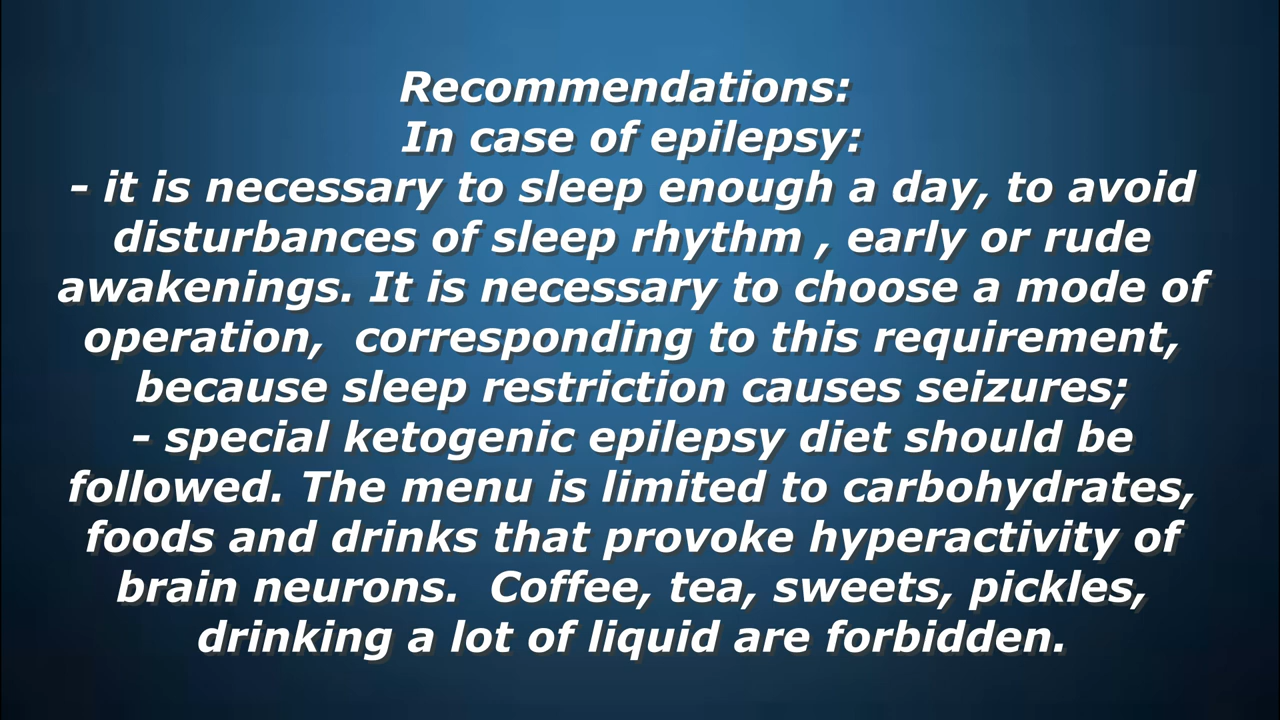 Recommendations:
In case of epilepsy:
- it is necessary to sleep enough a day, to avoid
disturbances of sleep rhythm , early or rude
awakenings. It is necessary to choose a mode of
operation,  corresponding to this requirement,
because sleep restriction causes seizures;
- special ketogenic epilepsy diet should be
followed. The menu is limited to carbohydrates,
foods and drinks that provoke hyperactivity of
brain neurons.  Coffee, tea, sweets, pickles,
drinking a lot of liquid are forbidden.